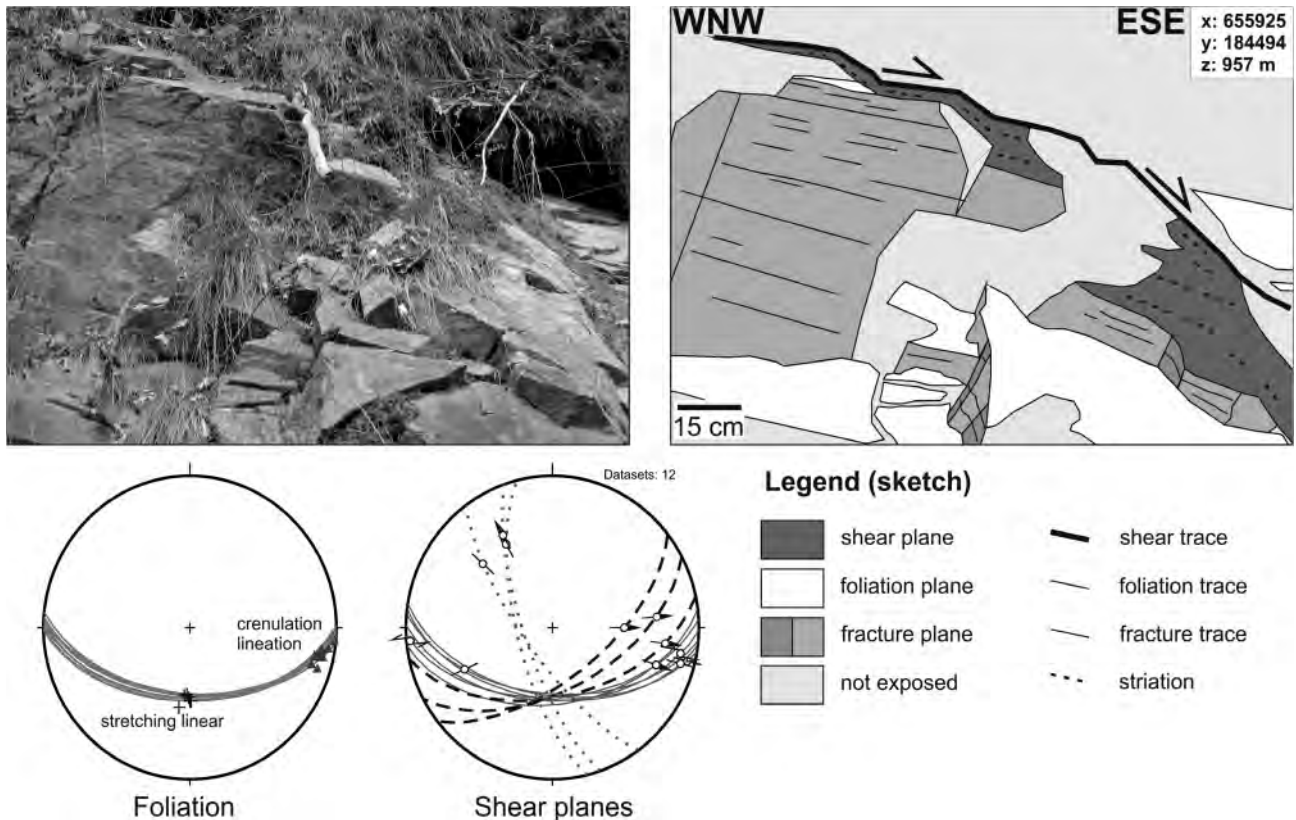 WNW
ESE
x: 655925
y: 184494
z: 957 m
15 cm
Datasets: 12
crenulation
lineation
stretching linear
Foliation
Shear planes
Legend (sketch)
shear plane
foliation plane
fracture plane
not exposed
shear trace
foliation trace
fracture trace
striation